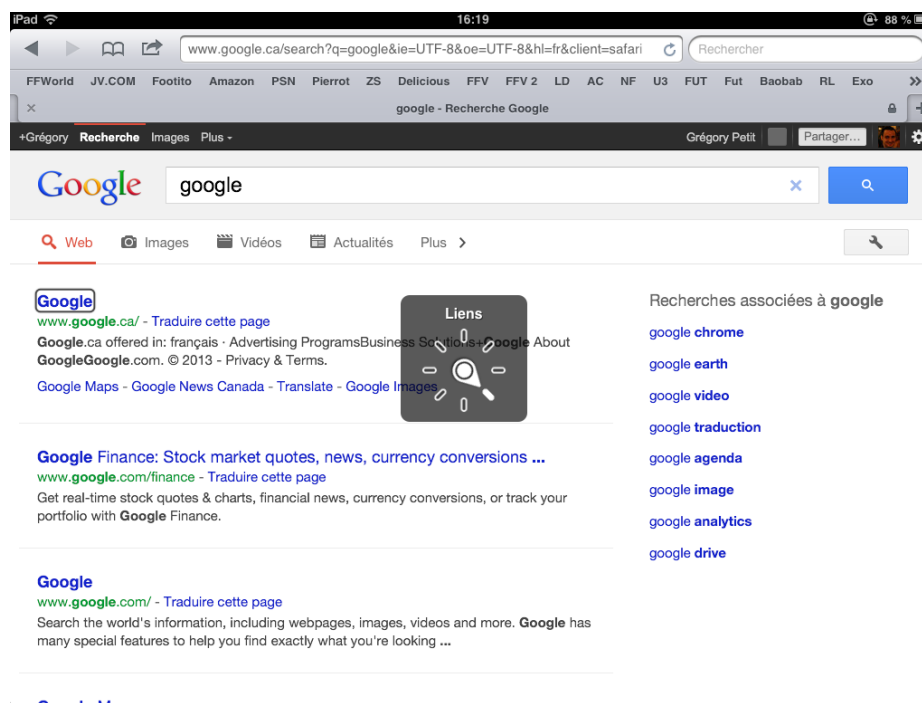 iPad 16:19 88 %
www.google.ca/search?q=google&ie=UTF-8&oe=UTF-8&hl=fr&client=safari Rechercher
FFWorld JV.COM Footito Amazon PSN Pierrot ZS Delicious FFV FFV 2 LD AC NF U3 FUT Fut Baobab RL Exo »
google - Recherche Google
+Grégory Recherche Images Plus Grégory Petit Partager...
Google google
Web Images Vidéos Actualités Plus
Google
www.google.ca/ - Traduire cette page
Google.ca offered in: français · Advertising ProgramsBusiness Solutions+Google About
GoogleGoogle.com. © 2013 - Privacy & Terms.
Google Maps - Google News Canada - Translate - Google Images
Liens
Google Finance: Stock market quotes, news, currency conversions ...
www.google.com/finance - Traduire cette page
Get real-time stock quotes & charts, financial news, currency conversions, or track your
portfolio with Google Finance.
Google
www.google.com/ - Traduire cette page
Search the world's information, including webpages, images, videos and more. Google has
many special features to help you find exactly what you're looking ...
Recherches associées à google
google chrome
google earth
google video
google traduction
google agenda
google image
google analytics
google drive